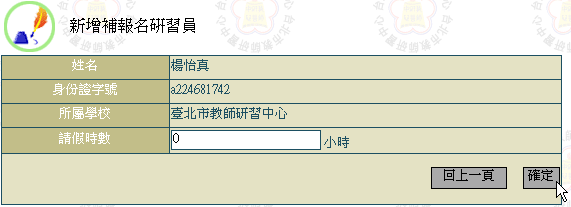 新增補報名研習員
姓名 楊怡真
身份證字號 a224681742
所屬學校 臺北市教師研習中心
請假時數 0 小時
回上一頁 確定